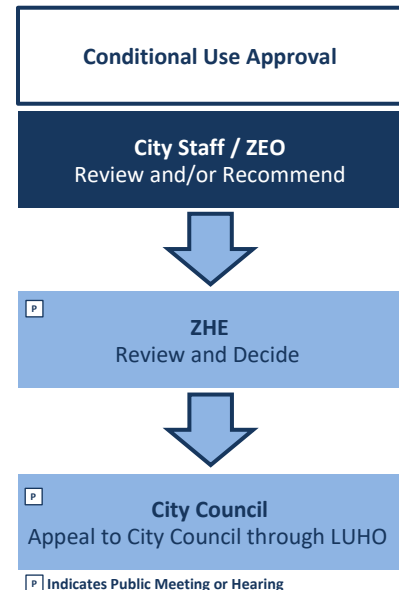 Conditional Use Approval
City Staff / ZEO
Review and/or Recommend
P
ZHE
Review and Decide
P
City Council
Appeal to City Council through LUHO
P Indicates Public Meeting or Hearing